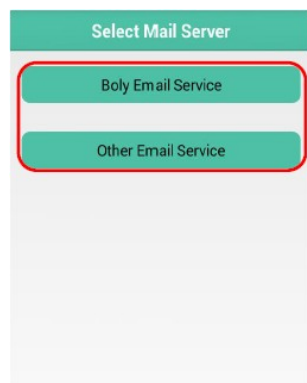 Select Mail Server
Boly Email Service
Other Email Service